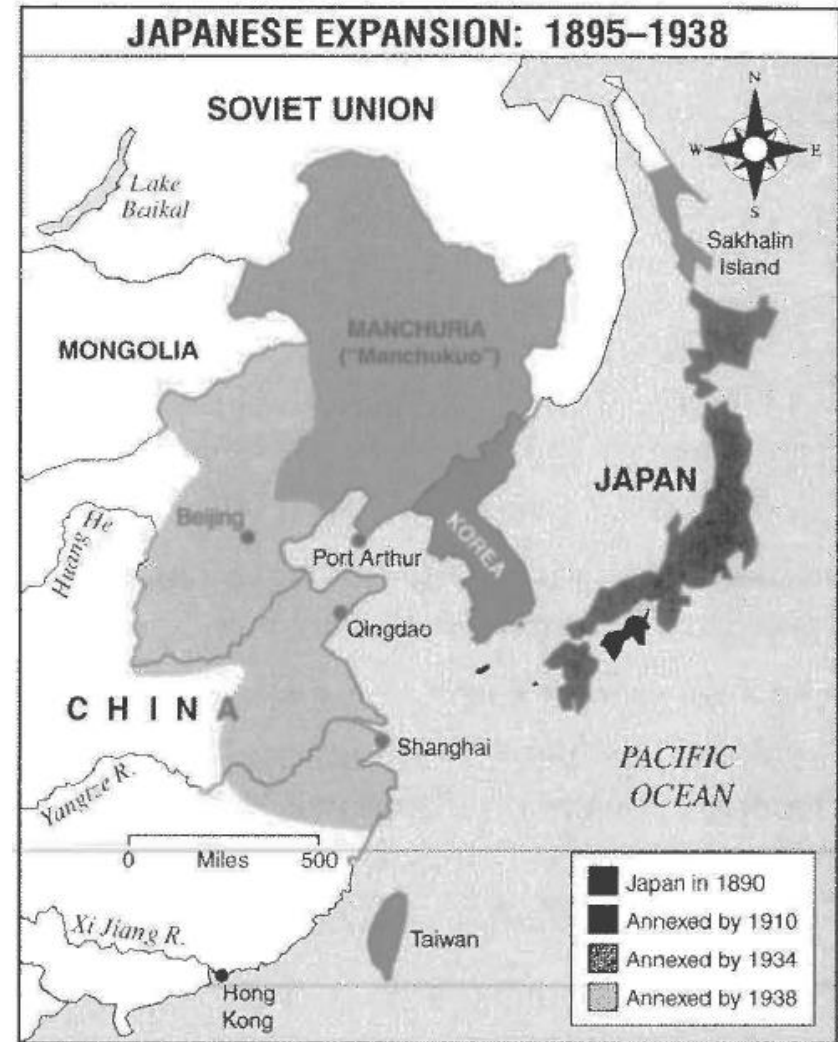 JAPANESE EXPANSION: 1895–1938
SOVIET UNION
N
W
E
S
Lake
Baikal
Sakhalin
Island
MANCHURIA
("Manchukuo")
MONGOLIA
JAPAN
Huang He
Beijing
Port Arthur
KOREA
Qingdao
CHINA
Shanghai
Yangtze R.
PACIFIC
OCEAN
0 Miles 500
Xi Jiang R.
Taiwan
Hong
Kong
Japan in 1890
Annexed by 1910
Annexed by 1934
Annexed by 1938